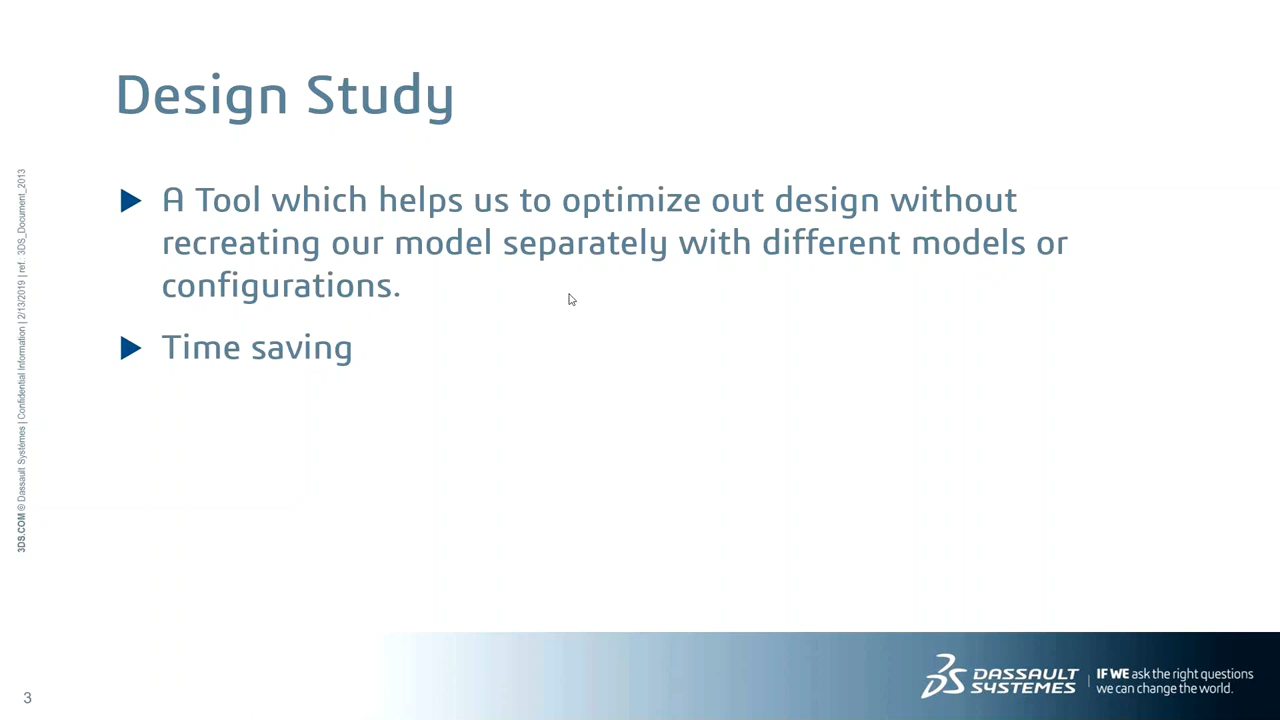 Design Study
A Tool which helps us to optimize out design without
recreating our model separately with different models or
configurations.
Time saving
3DS.COM © Dassault Systèmes | Confidential Information | 2/13/2019 | ref.: 3DS_Document_2013
3
DASSAULT
SYSTEMES
IF WE ask the right questions
we can change the world.